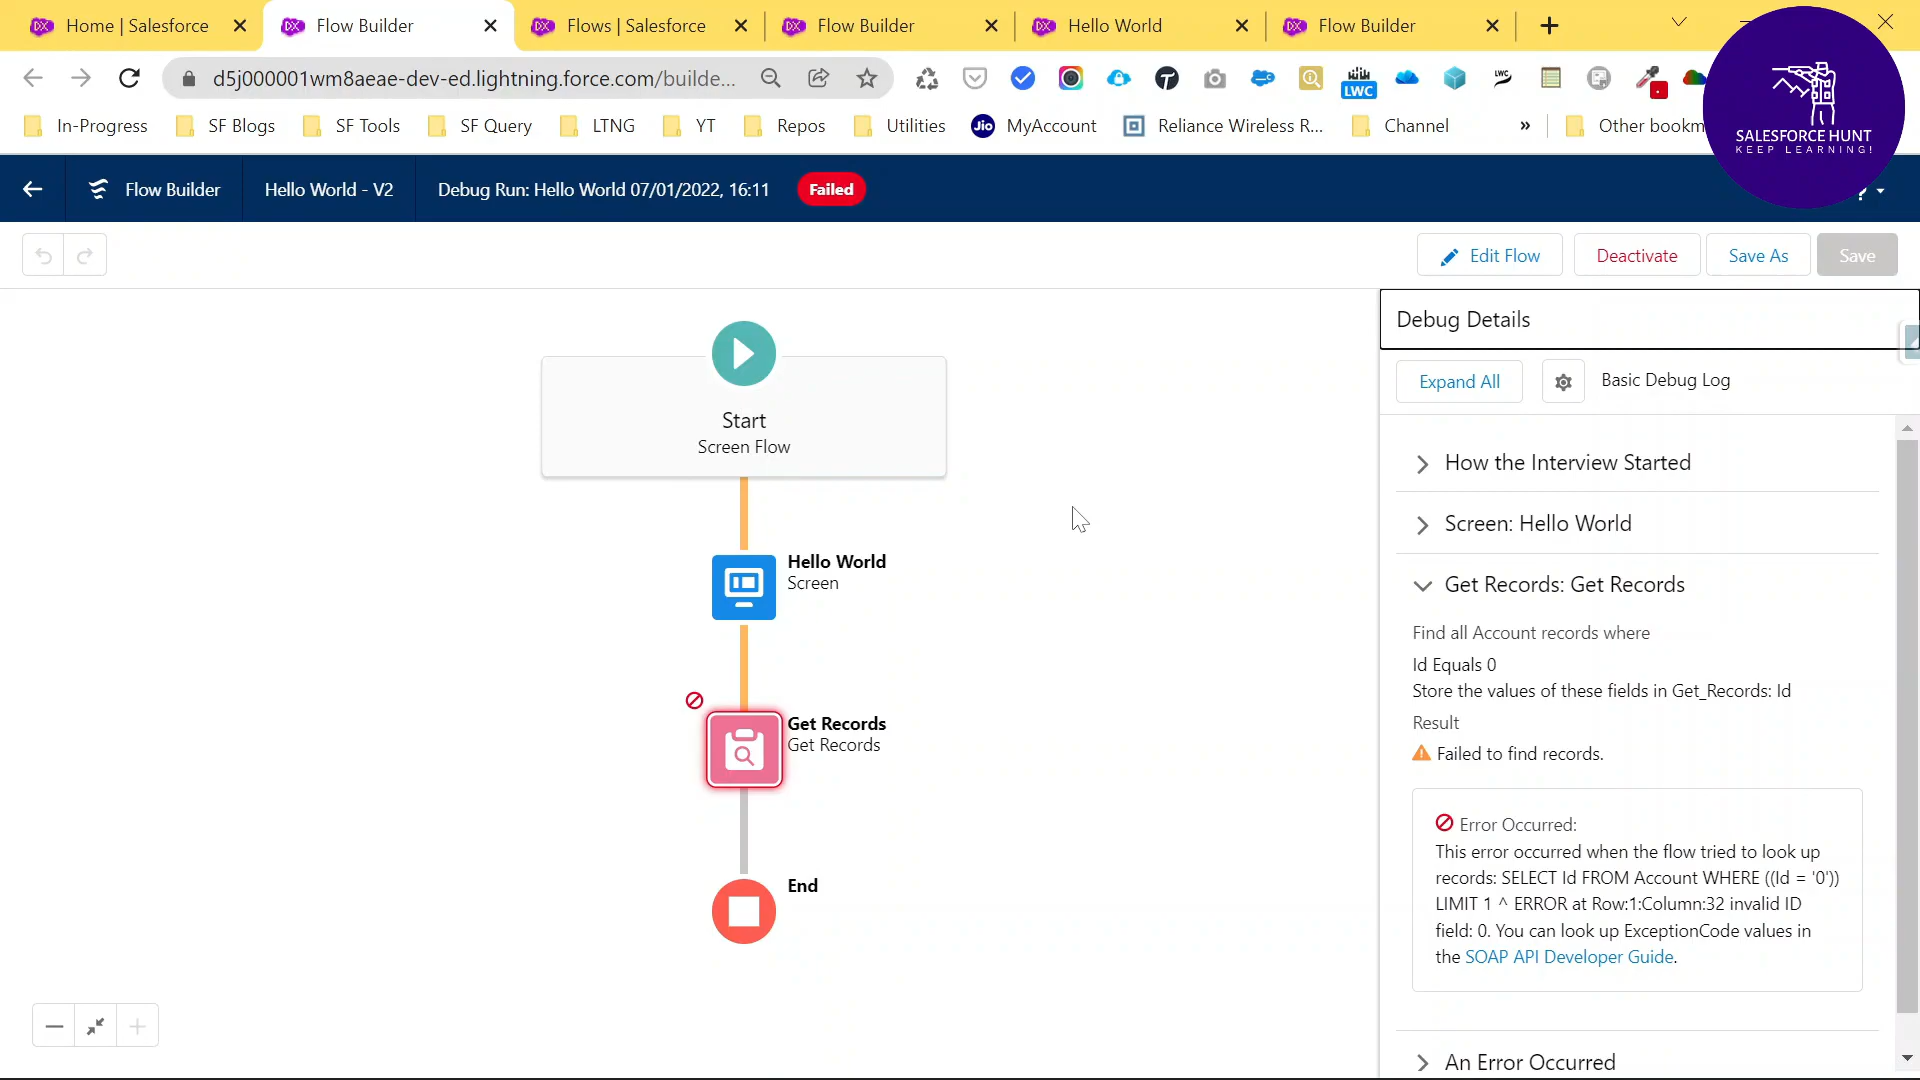 Home | Salesforce
Flow Builder
Flows | Salesforce
Flow Builder
Hello World
Flow Builder
d5j000001wm8aeae-dev-ed.lightning.force.com/builde...
LWC
LWC
In-Progress
SF Blogs
SF Tools
SF Query
LTNG
YT
Repos
Utilities
Jio
MyAccount
Reliance Wireless R...
Channel
»
Other bookm
SALESFORCE HUNT
KEEP LEARNING!
Flow Builder
Hello World - V2
Debug Run: Hello World 07/01/2022, 16:11
Failed
?
Edit Flow
Deactivate
Save As
Save
Start
Screen Flow
Hello World
Screen
Get Records
Get Records
End
Debug Details
Expand All
Basic Debug Log
How the Interview Started
Screen: Hello World
Get Records: Get Records
Find all Account records where
Id Equals 0
Store the values of these fields in Get_Records: Id
Result
Failed to find records.
Error Occurred:
This error occurred when the flow tried to look up
records: SELECT Id FROM Account WHERE ((Id = '0'))
LIMIT 1 ^ ERROR at Row:1:Column:32 invalid ID
field: 0. You can look up ExceptionCode values in
the SOAP API Developer Guide.
An Error Occurred